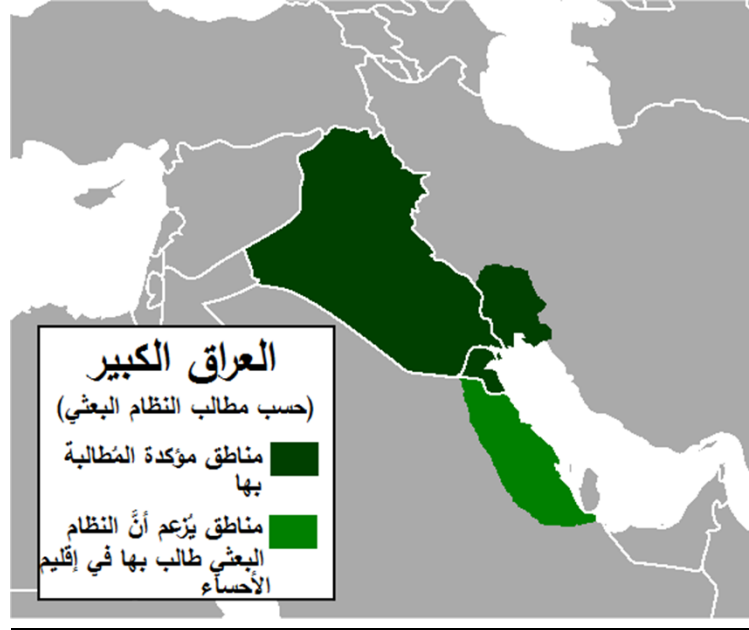 العراق الكبير
(حسب مطالب النظام البعثي)
مناطق مؤكدة المُطالبة
بها
مناطق يُزعم أنَّ النظام
البعثي طالب بها في إقليم
الأحساء